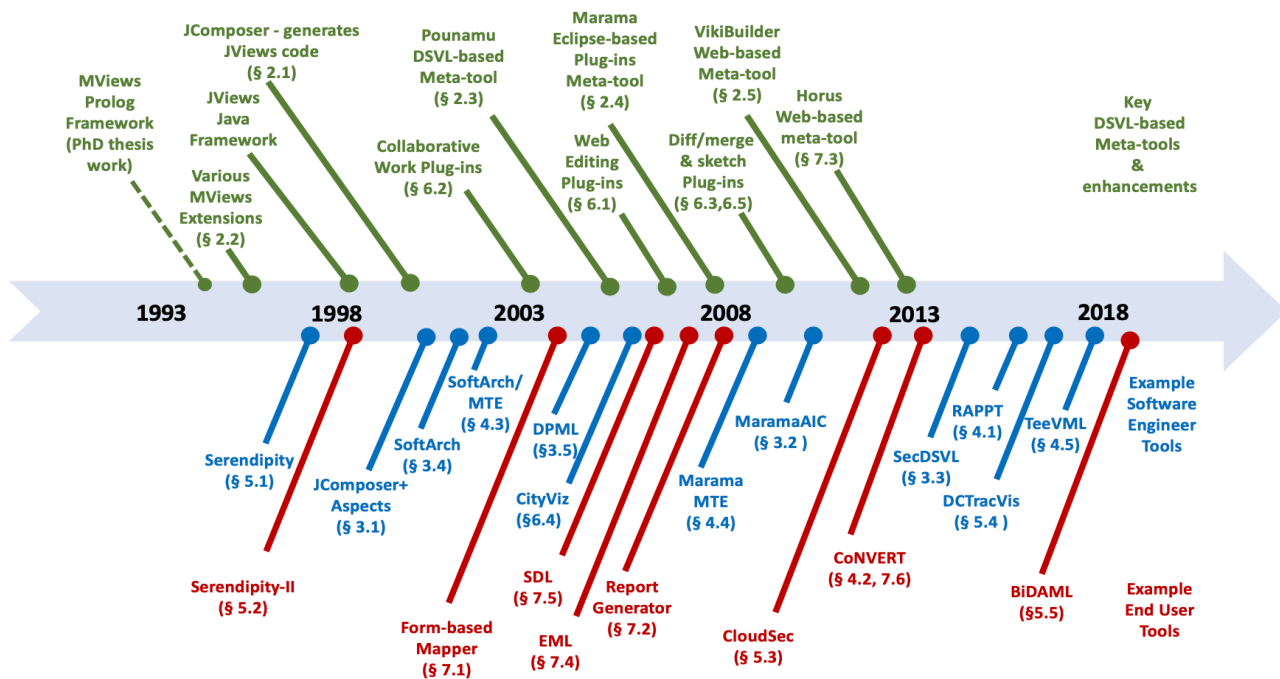 MViews
Prolog
Framework
(PhD thesis
work)
JComposer - generates
JViews code
(§ 2.1)
JViews
Java
Framework
Various
MViews
Extensions
(§ 2.2)
Pounamu
DSVL-based
Meta-tool
(§ 2.3)
Collaborative
Work Plug-ins
(§ 6.2)
Marama
Eclipse-based
Plug-ins
Meta-tool
(§ 2.4)
Web
Editing
Plug-ins
(§ 6.1)
VikiBuilder
Web-based
Meta-tool
(§ 2.5)
Diff/merge
& sketch
Plug-ins
(§ 6.3,6.5)
Horus
Web-based
meta-tool
(§ 7.3)
Key
DSVL-based
Meta-tools
&
enhancements
1993
1998
2003
2008
2013
2018
Serendipity
(§ 5.1)
JComposer+
Aspects
(§ 3.1)
SoftArch
(§ 3.4)
SoftArch/
MTE
(§ 4.3)
DPML
(§3.5)
CityViz
(§6.4)
Marama
MTE
(§ 4.4)
MaramaAIC
(§ 3.2 )
SecDSVL
(§ 3.3)
RAPPT
(§ 4.1)
DCTracVis
(§ 5.4 )
TeeVML
(§ 4.5)
Example
Software
Engineer
Tools
Serendipity-II
(§ 5.2)
Form-based
Mapper
(§ 7.1)
SDL
(§ 7.5)
EML
(§ 7.4)
Report
Generator
(§ 7.2)
CloudSec
(§ 5.3)
CoNVERT
(§ 4.2, 7.6)
BiDAML
(§5.5)
Example
End User
Tools